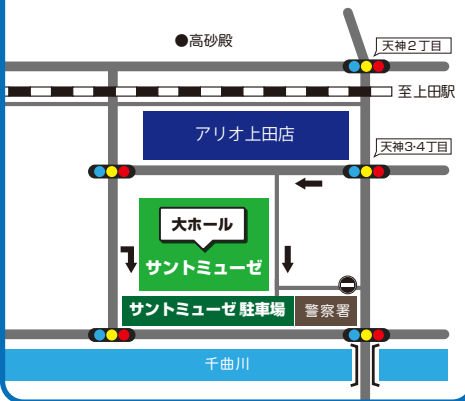 ●高砂殿
天神2丁目
至上田駅
アリオ上田店
天神3・4丁目
大ホール
サントミューゼ
サントミューゼ 駐車場
警察署
千曲川